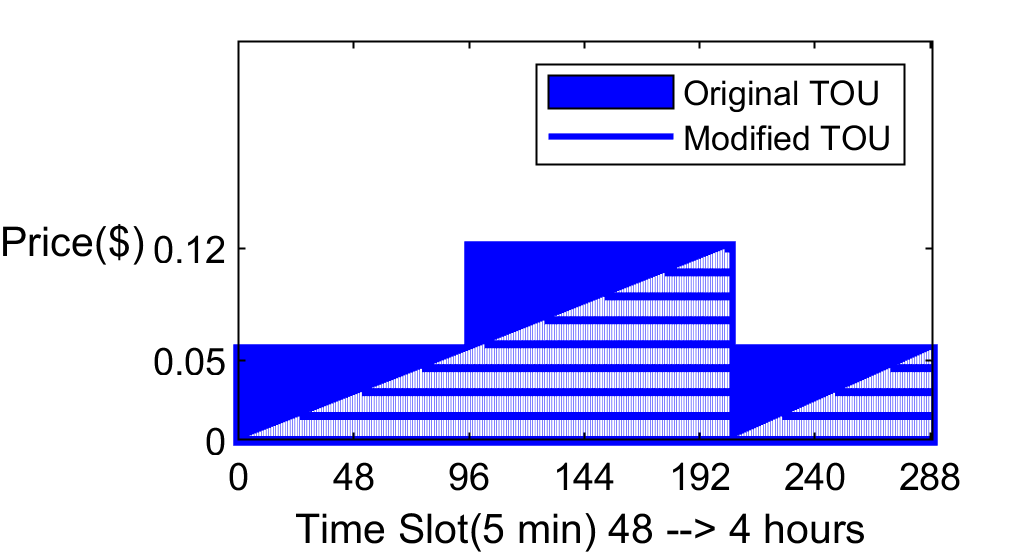 Original TOU
Modified TOU
Price($)
0.12
0.05
0
0 48 96 144 192 240 288
Time Slot(5 min) 48 --> 4 hours